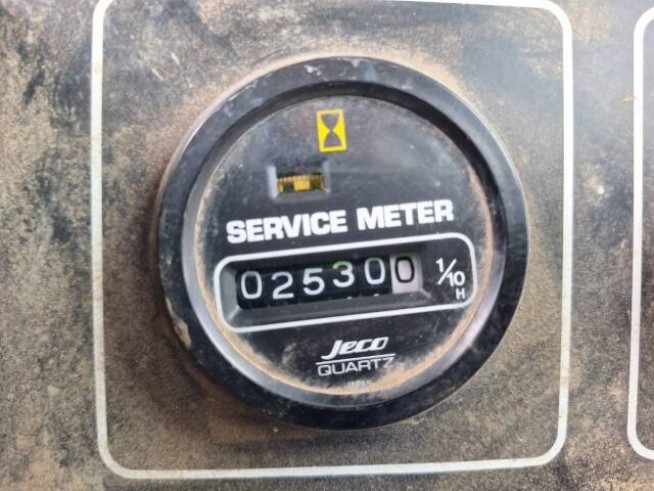 SERVICE METER
025300 1/10
H
Jeco
QUARTZ